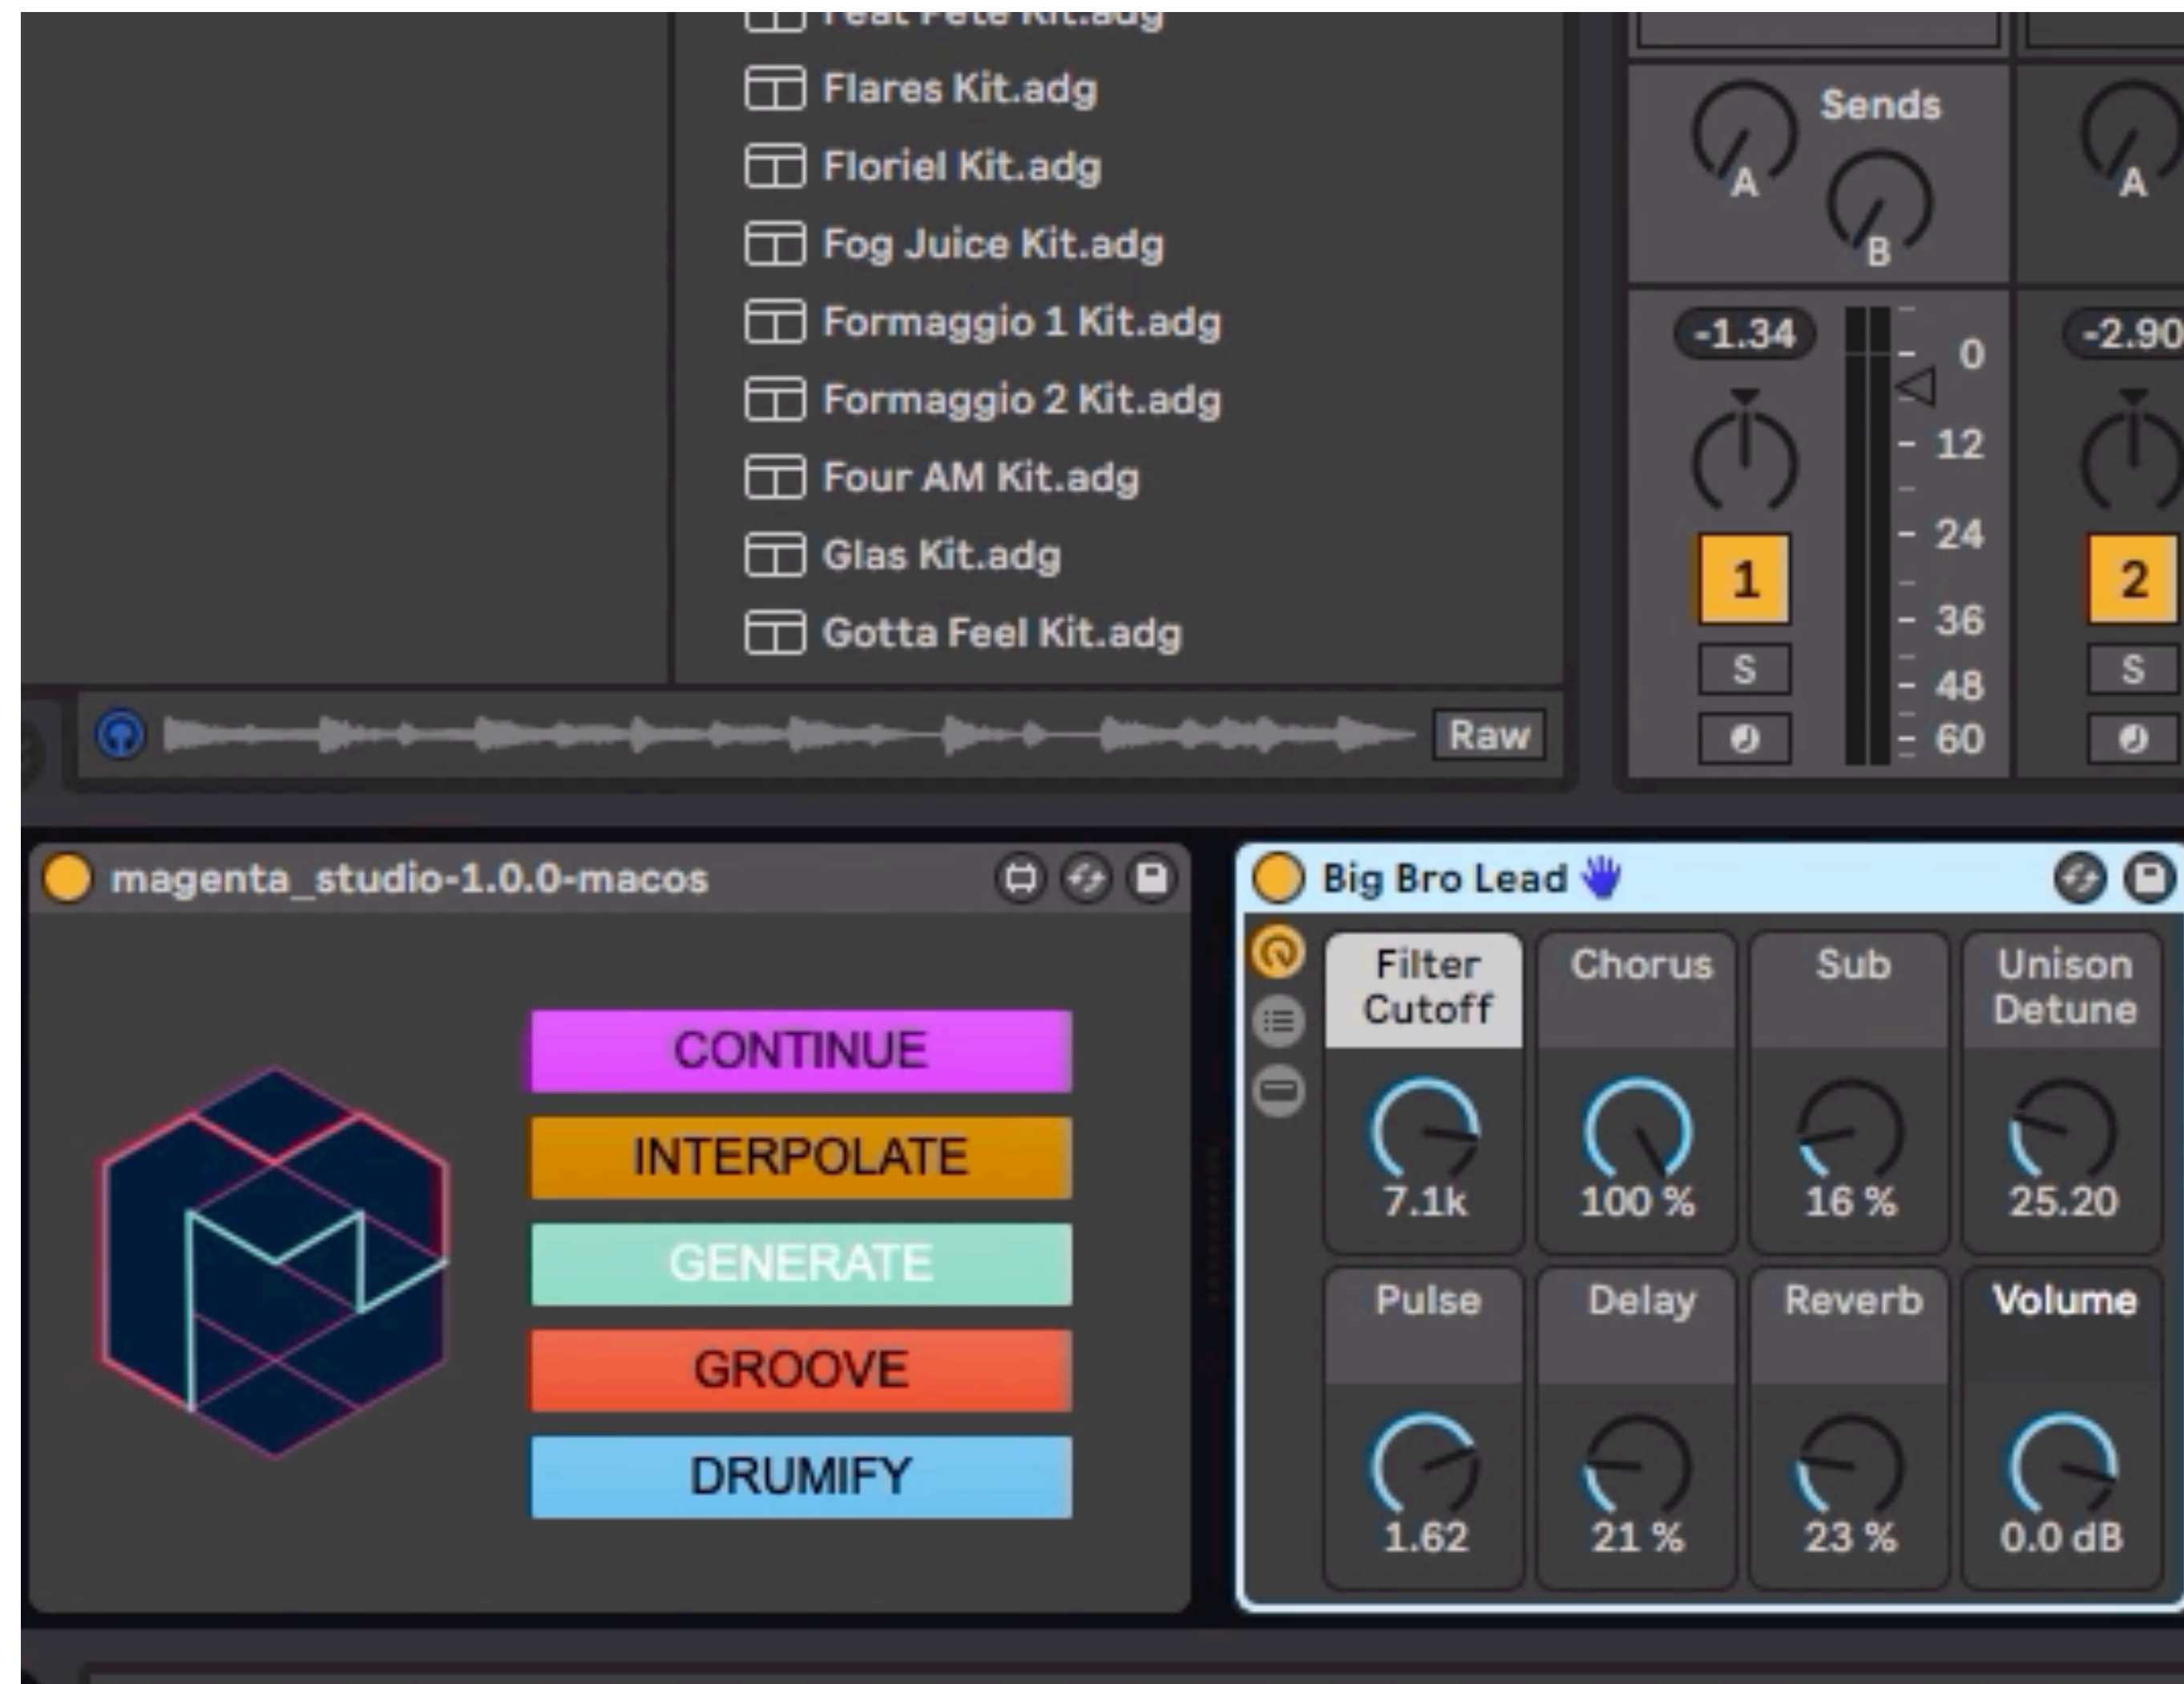 Feat Pete Kit.adg
Flares Kit.adg
Floriel Kit.adg
Fog Juice Kit.adg
Formaggio 1 Kit.adg
Formaggio 2 Kit.adg
Four AM Kit.adg
Glas Kit.adg
Gotta Feel Kit.adg
Raw
Sends
A
B
A
-1.34
-2.90
0
12
24
36
48
60
1
S
2
S
magenta_studio-1.0.0-macos
CONTINUE
INTERPOLATE
GENERATE
GROOVE
DRUMIFY
Big Bro Lead
Filter
Cutoff
Chorus
Sub
Unison
Detune
7.1k
100 %
16 %
25.20
Pulse
Delay
Reverb
Volume
1.62
21 %
23 %
0.0 dB